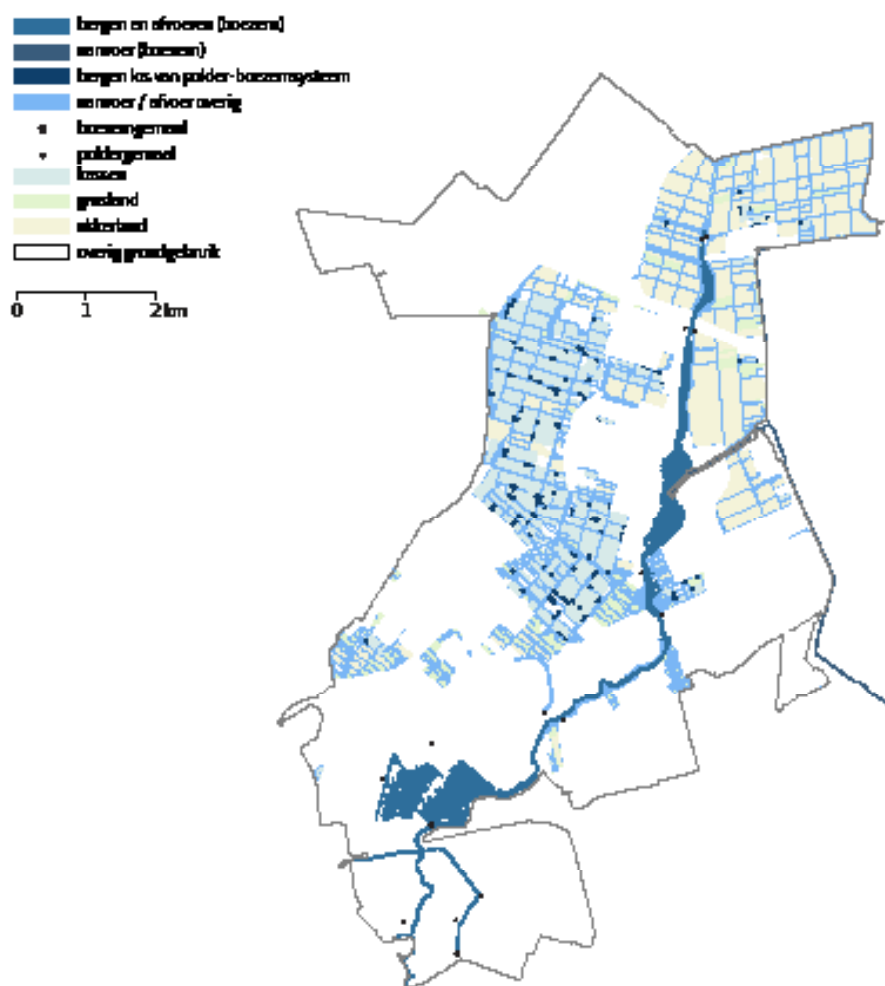 bergen en afvoeren (boezem)
aanvoer (boezem)
bergen los van polder-boezemsysteem
aanvoer / afvoer overig
boezemgemaal
poldergemaal
kassen
grasland
akkerland
overig grondgebruik
0 1 2 km